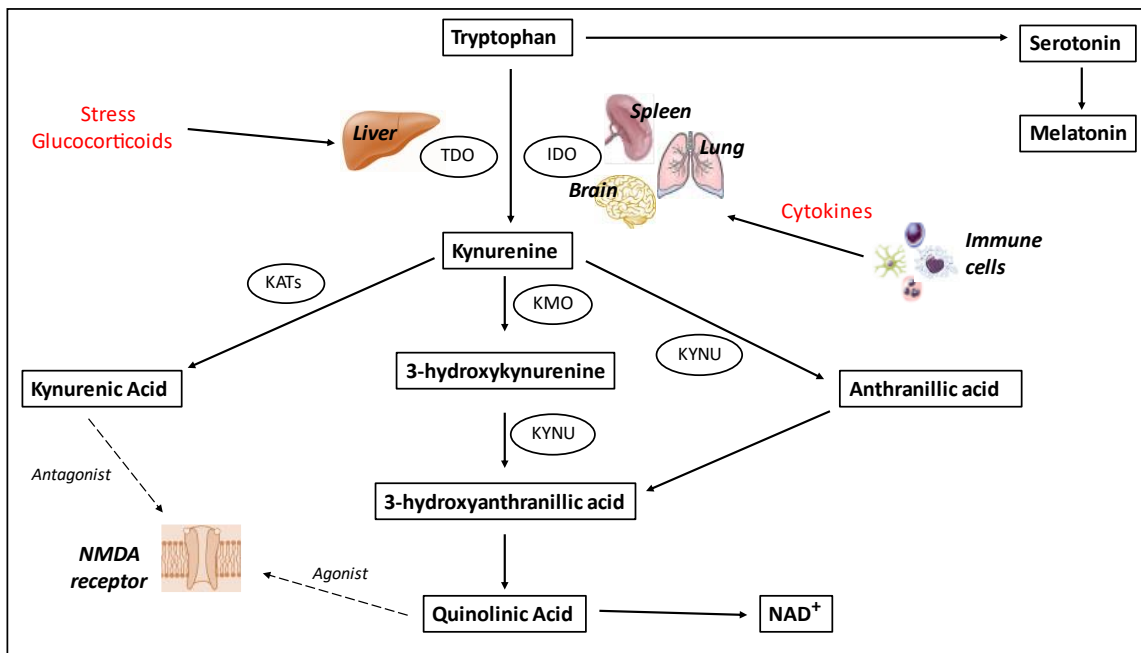 Tryptophan
Serotonin
Melatonin
Stress
Glucocorticoids
Liver
TDO
IDO
Spleen
Lung
Brain
Cytokines
Immune
cells
Kynurenine
KATs
KMO
KYNU
3-hydroxykynurenine
Kynurenic Acid
Anthranillic acid
KYNU
Antagonist
3-hydroxyanthranillic acid
NMDA
receptor
Agonist
Quinolinic Acid
NAD+